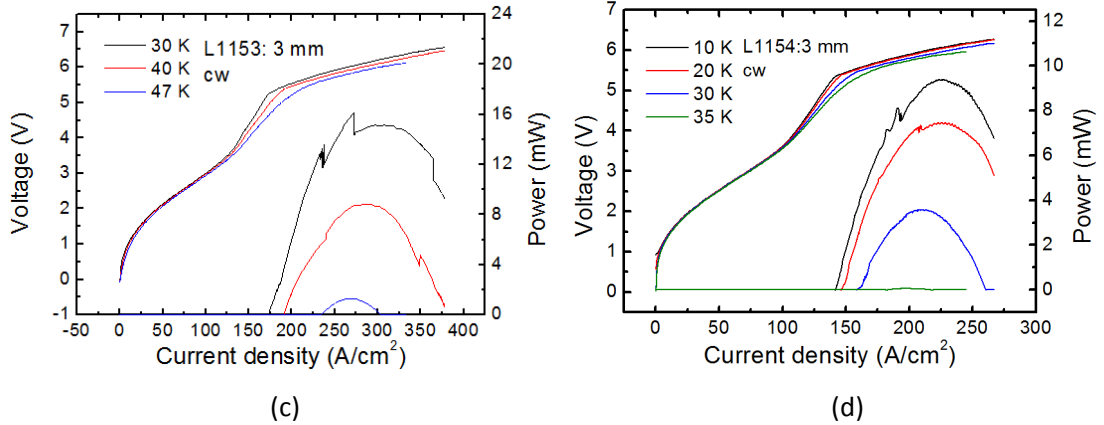 30 K L1153: 3 mm
40 K cw
47 K
7
6
5
4
3
2
1
0
-1
Voltage (V)
24
20
16
12
8
4
0
Power (mW)
-50 0 50 100 150 200 250 300 350 400
Current density (A/cm²)
(c)
10 K L1154:3 mm
20 K cw
30 K
35 K
7
6
5
4
3
2
1
0
Voltage (V)
12
10
8
6
4
2
0
Power (mW)
0 50 100 150 200 250 300
Current density (A/cm²)
(d)